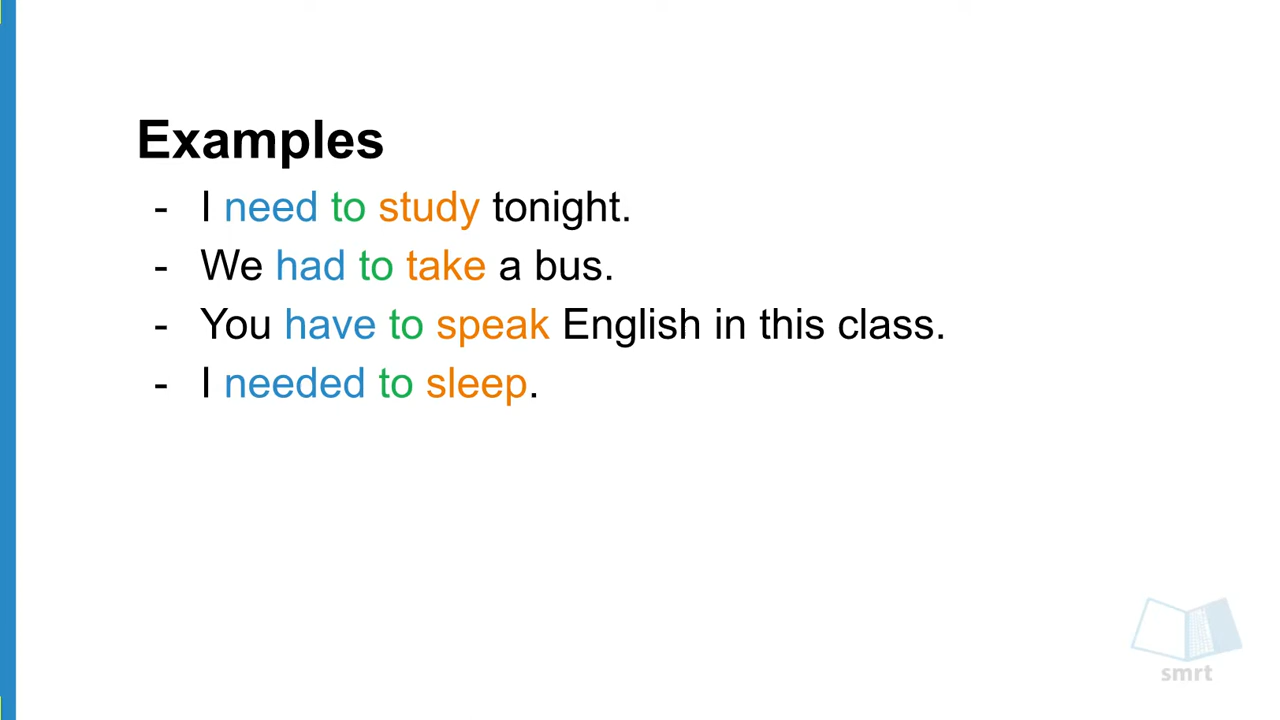 Examples
- I need to study tonight.
- We had to take a bus.
- You have to speak English in this class.
- I needed to sleep.
smrt